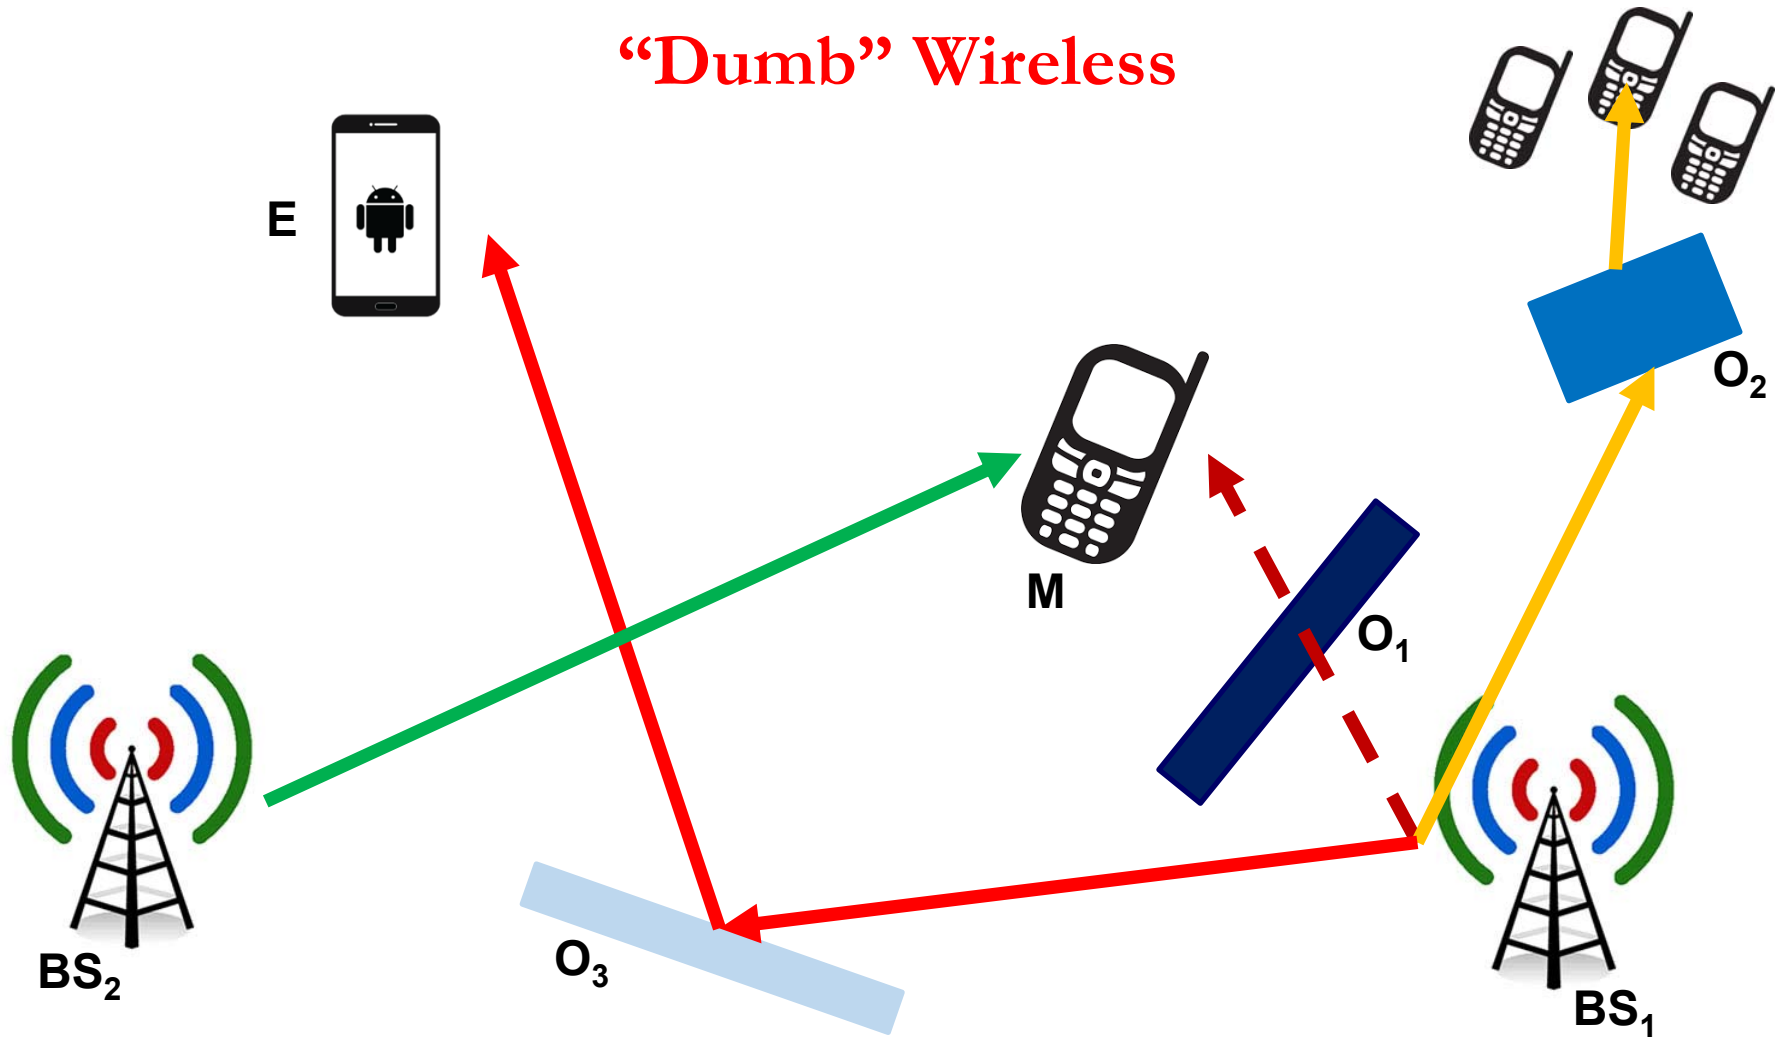 “Dumb” Wireless
E
O₂
M
O₁
O₃
BS₂
BS₁